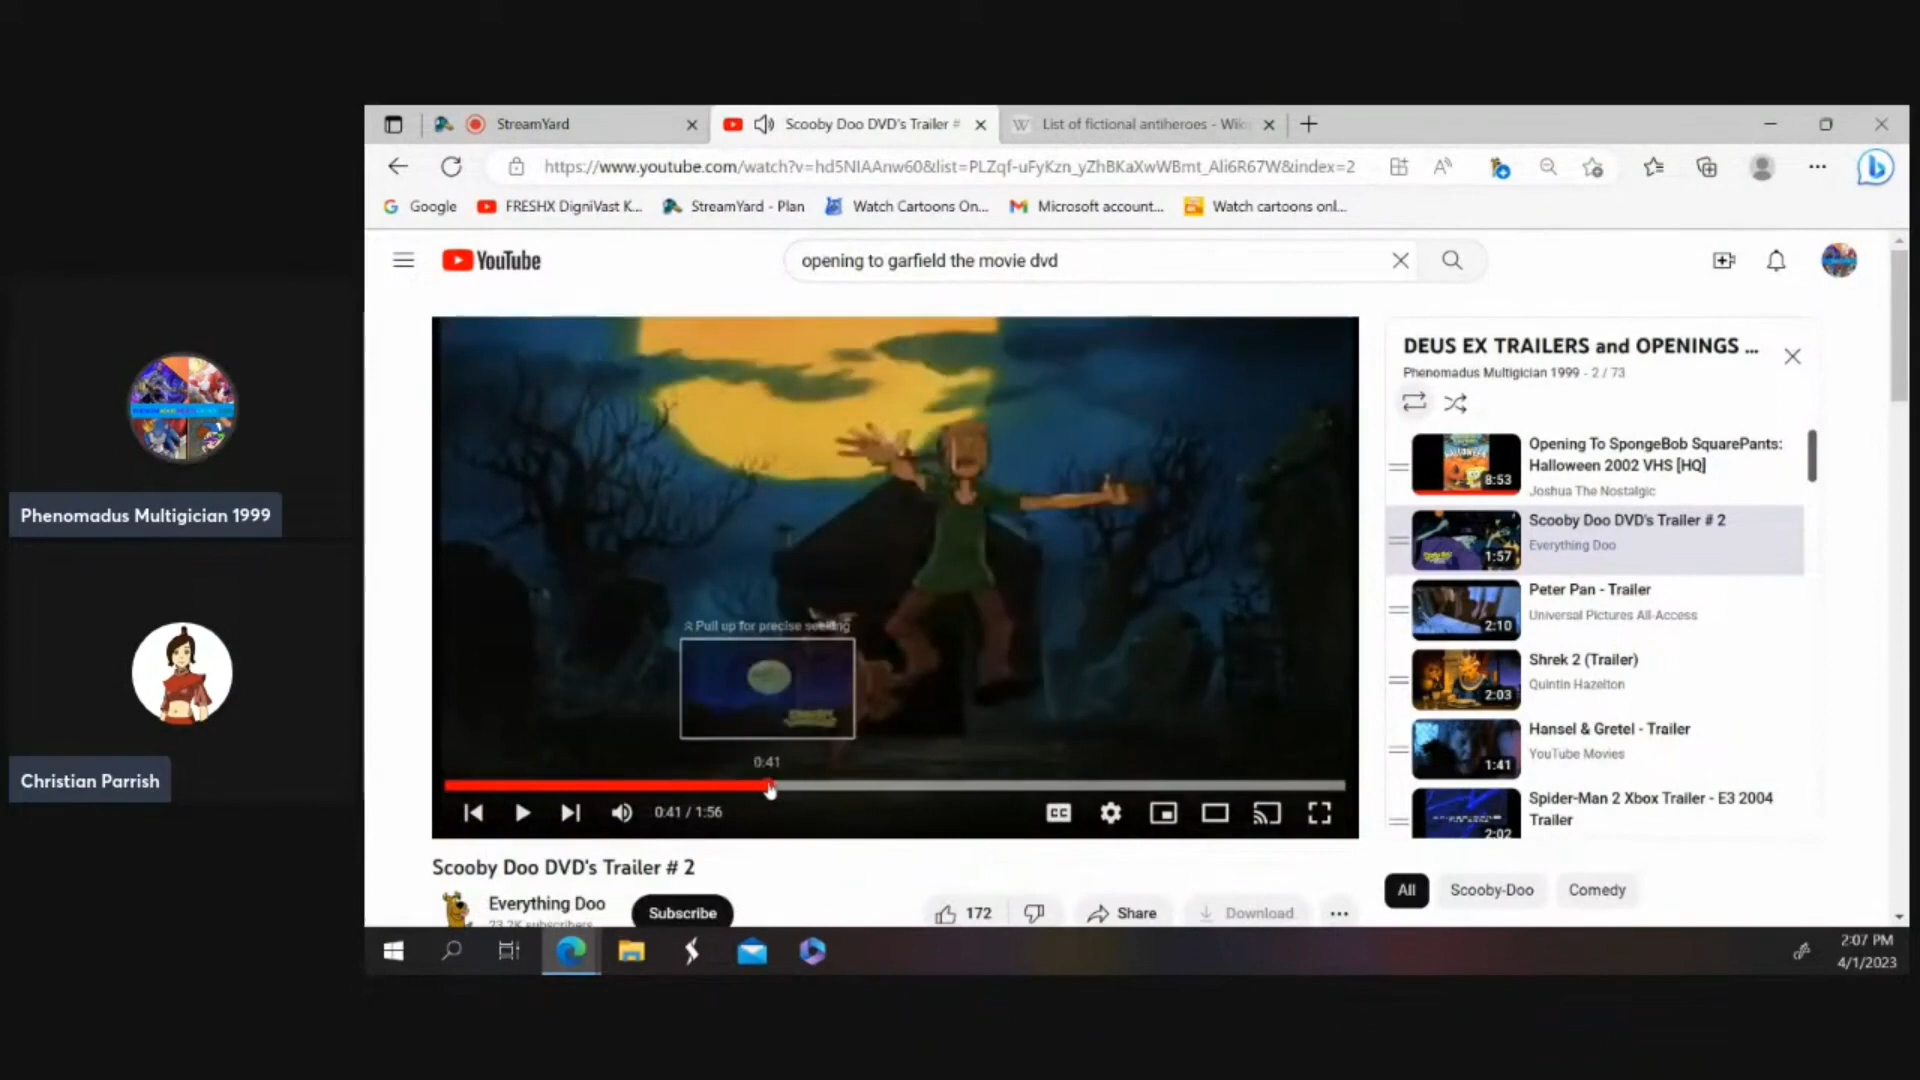 StreamYard
Scooby Doo DVD's Trailer #
List of fictional antiheroes - Wiki
https://www.youtube.com/watch?v=hd5NIAAnw60&list=PLZqf-uFyKzn_yZhBKaXwWBmt_Ali6R67W&index=2
Google
FRESHX DigniVast K...
StreamYard - Plan
Watch Cartoons On...
Microsoft account...
Watch cartoons onl...
YouTube
opening to garfield the movie dvd
DEUS EX TRAILERS and OPENINGS ...
Phenomadus Multigician 1999 - 2 / 73
Opening To SpongeBob SquarePants:
Halloween 2002 VHS [HQ]
Joshua The Nostalgic
8:53
Scooby Doo DVD's Trailer # 2
Everything Doo
1:57
Peter Pan - Trailer
Universal Pictures All-Access
2:10
Shrek 2 (Trailer)
Quintin Hazelton
2:03
Hansel & Gretel - Trailer
YouTube Movies
1:41
Spider-Man 2 Xbox Trailer - E3 2004
Trailer
2:02
Phenomadus Multigician 1999
Christian Parrish
Pull up for precise seeking
0:41
0:41 / 1:56
CC
Scooby Doo DVD's Trailer # 2
Everything Doo
23.2K subscribers
Subscribe
172
Share
Download
All
Scooby-Doo
Comedy
2:07 PM
4/1/2023